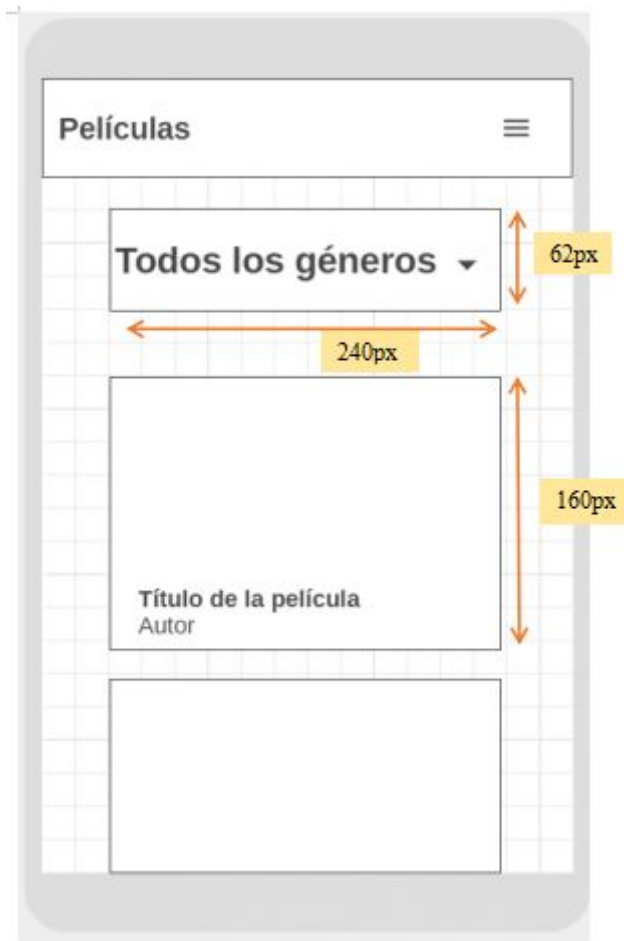 Películas
Todos los géneros
62px
240px
160px
Título de la película
Autor